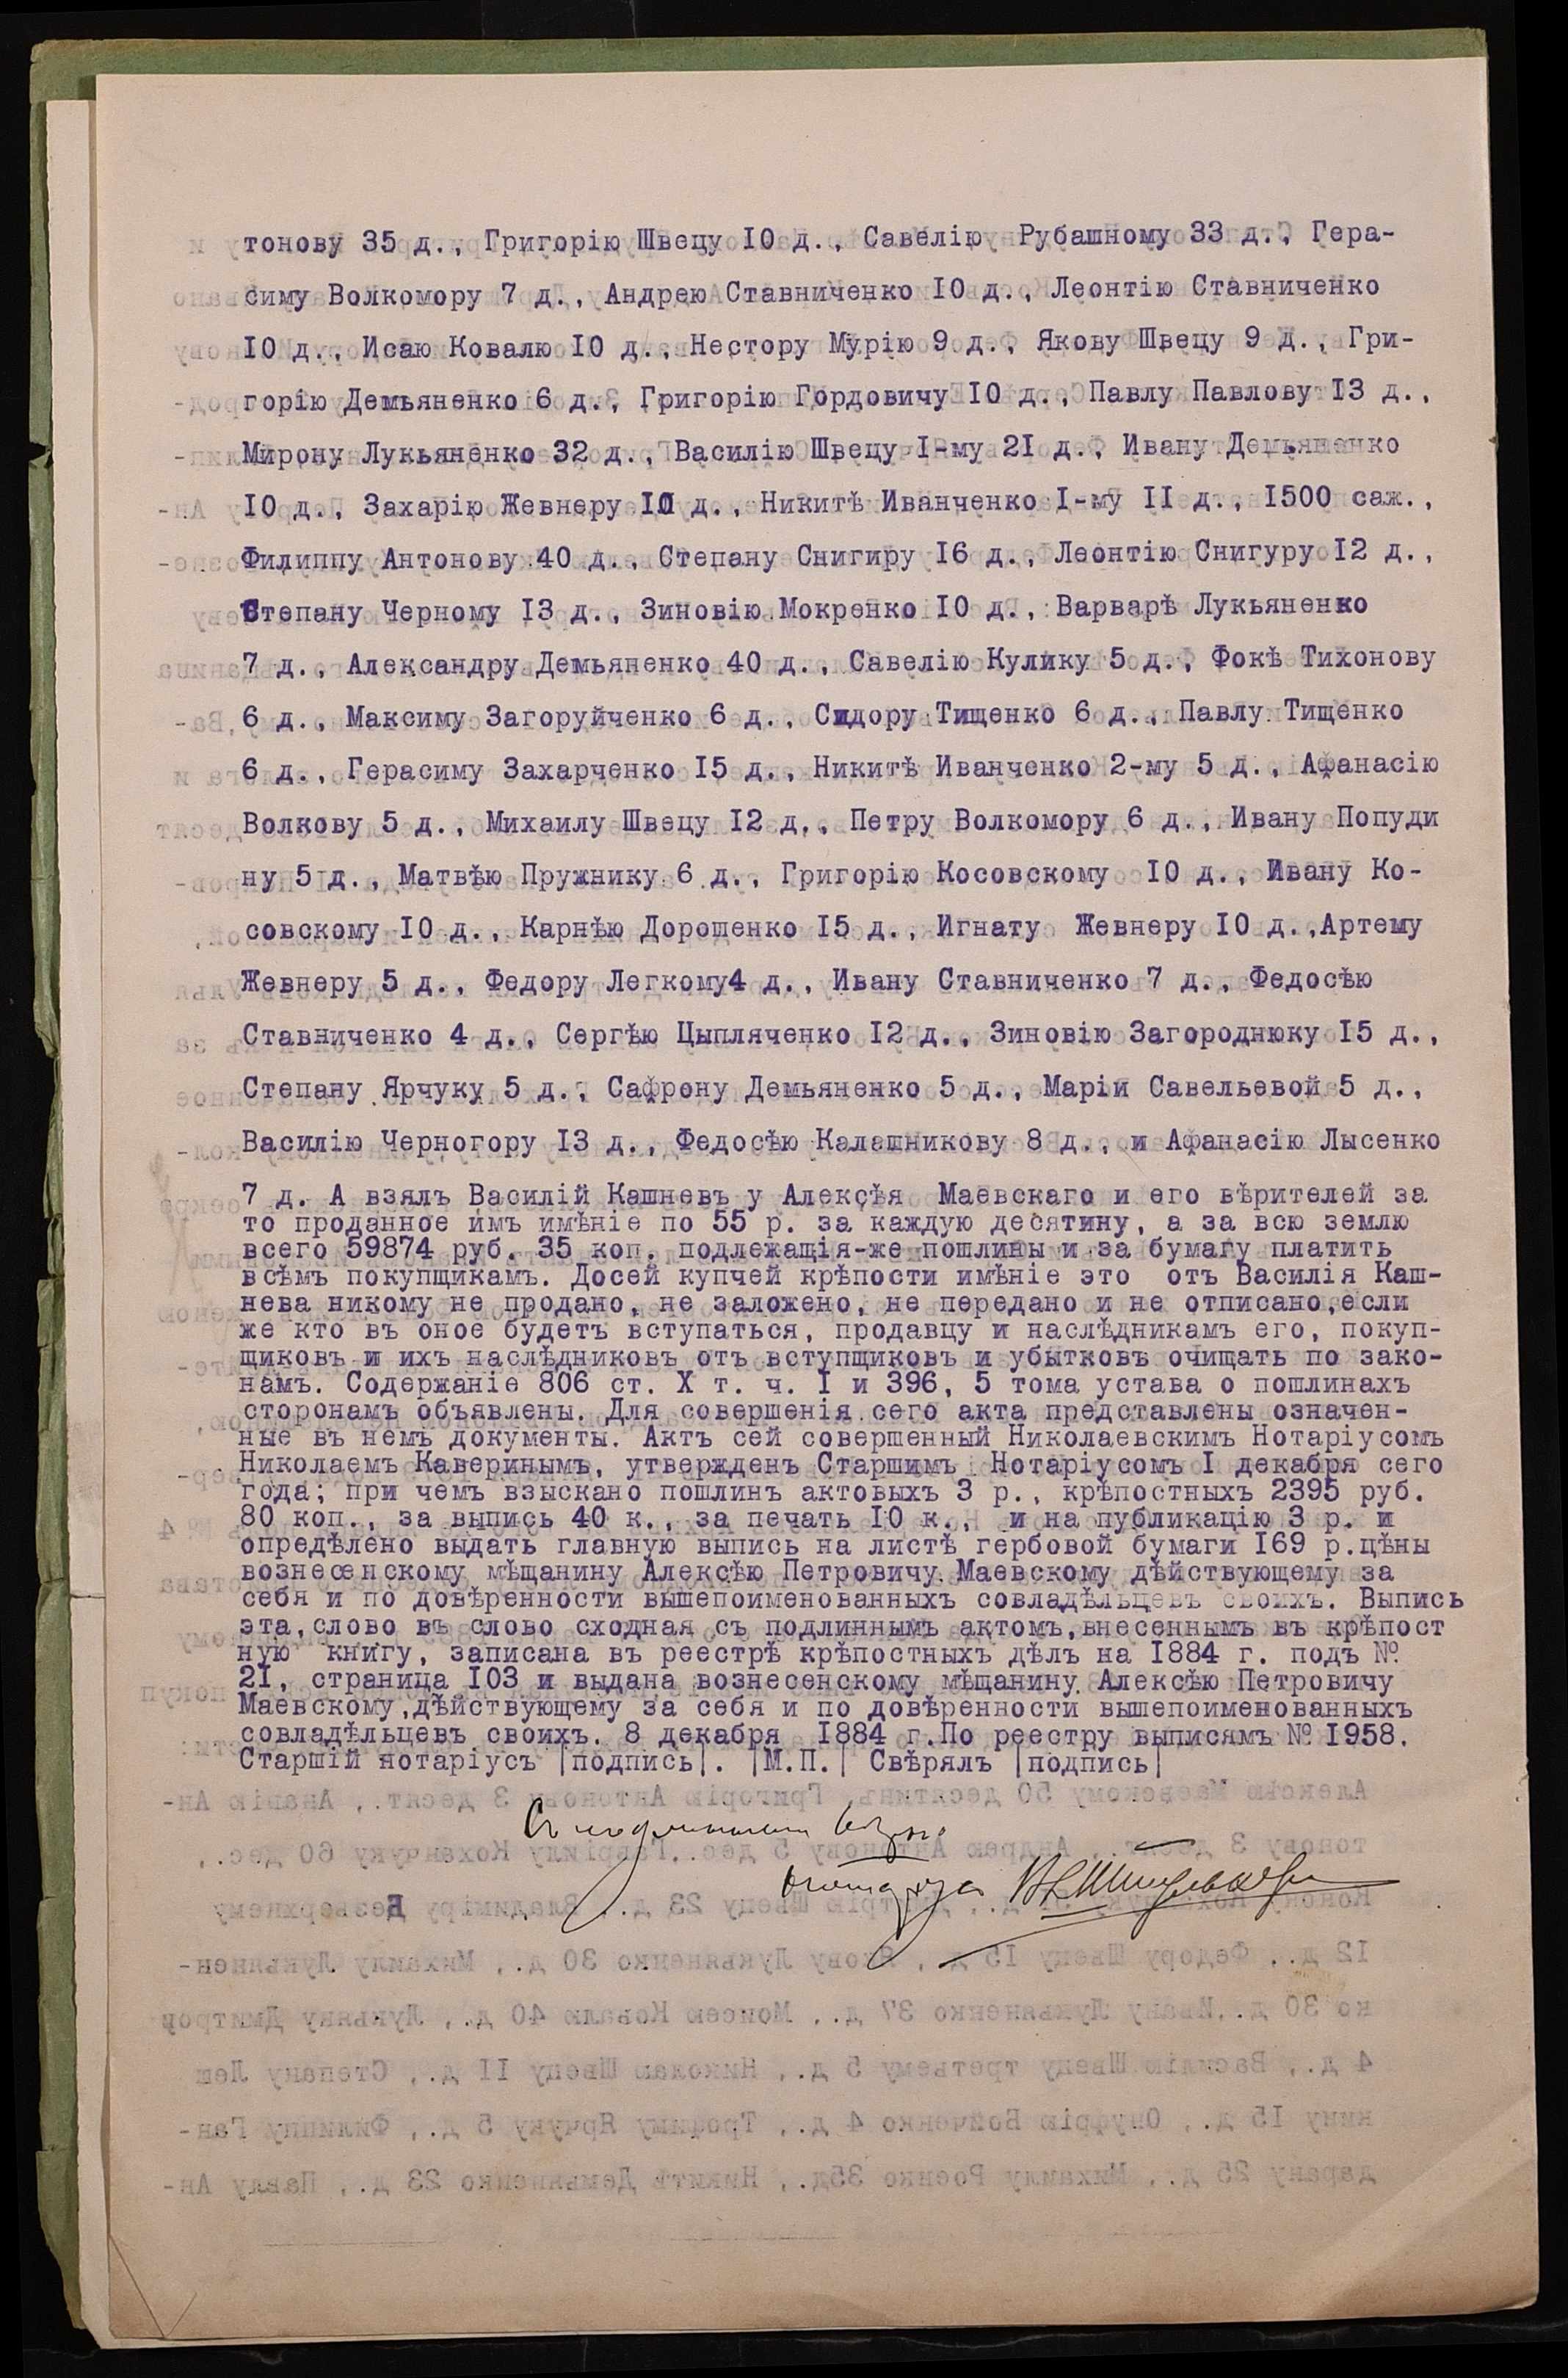 тонову 35 д., Григорію Швецу 10 д., Савелію Рубашному 33 д., Гера-
симу Волкомору 7 д., Андрею Ставниченко 10 д., Леонтію Ставниченко
10 д., Исаю Ковалю 10 д., Нестору Мурію 9 д., Якову Швецу 9 д., Гри-
горію Демьяненко 6 д., Григорію Гордовичу 10 д., Павлу Павлову 13 д.,
Мирону Лукьяненко 32 д., Василію Швецу I-му 21 д., Ивану Демьяненко
10 д., Захарію Жевнеру 10 д., Никитѣ Иванченко I-му II д., 1500 саж.,
Филиппу Антонову 40 д., Степану Снигиру 16 д., Леонтію Снигуру 12 д.,
Степану Черному 13 д., Зиновію Мокренко 10 д., Варварѣ Лукьяненко
7 д., Александру Демьяненко 40 д., Савелію Кулику 5 д., Фокѣ Тихонову
6 д., Максиму Загоруйченко 6 д., Сидору Тищенко 6 д., Павлу Тищенко
6 д., Герасиму Захарченко 15 д., Никитѣ Иванченко 2-му 5 д., Афанасію
Волкову 5 д., Михаилу Швецу 12 д., Петру Волкомору 6 д., Ивану Попуди
ну 5 д., Матвѣю Пружнику 6 д., Григорію Косовскому 10 д., Ивану Ко-
совскому 10 д., Карнѣю Дорошенко 15 д., Игнату Жевнеру 10 д.,Артему
Жевнеру 5 д., Федору Легкому4 д., Ивану Ставниченко 7 д., Федосѣю
Ставниченко 4 д., Сергѣю Цыпляченко 12 д., Зиновію Загороднюку 15 д.,
Степану Ярчуку 5 д., Сафрону Демьяненко 5 д., Маріи Савельевой 5 д.,
Василію Черногору 13 д., Федосѣю Калашникову 8 д., и Афанасію Лысенко
7 д. А взялъ Василій Кашневъ у Алексѣя Маевскаго и его вѣрителей за
то проданное имъ имѣніе по 55 р. за каждую десятину, а за всю землю
всего 59874 руб. 35 коп. подлежащія-же пошлины и за бумагу платить
всѣмъ покупщикамъ. Досей купчей крѣпости имѣніе это отъ Василія Каш-
нева никому не продано, не заложено, не передано и не отписано,если
же кто въ оное будетъ вступаться, продавцу и наслѣдникамъ его, покуп-
щиковъ и ихъ наслѣдниковъ отъ вступщиковъ и убытковъ очищать по зако-
намъ. Содержаніе 806 ст. X т. ч. I и 396, 5 тома устава о пошлинахъ
сторонамъ объявлены. Для совершенія сего акта представлены означен-
ные въ немъ документы. Актъ сей совершенный Николаевскимъ Нотаріусомъ
Николаемъ Каверинымъ, утвержденъ Старшимъ Нотаріусомъ I декабря сего
года; при чемъ взыскано пошлинъ актовыхъ 3 р., крѣпостныхъ 2395 руб.
80 коп., за выпись 40 к., за печать 10 к., и на публикацію 3 р. и
опредѣлено выдать главную выпись на листѣ гербовой бумаги 169 р.цѣны
вознесенскому мѣщанину Алексѣю Петровичу Маевскому дѣйствующему за
себя и по довѣренности вышепоименованныхъ совладѣльцевъ своихъ. Выпись
эта,слово въ слово сходная съ подлиннымъ актомъ,внесеннымъ въ крѣпост
ную книгу, записана въ реестрѣ крѣпостныхъ дѣлъ на 1884 г. подъ №
21, страница 103 и выдана вознесенскому мѣщанину Алексѣю Петровичу
Маевскому,дѣйствующему за себя и по довѣренности вышепоименованныхъ
совладѣльцевъ своихъ. 8 декабря 1884 г.По реестру выписямъ № 1958.
Старшій нотаріусъ |подпись|. |М.П.| Свѣрялъ |подпись|
Съ подлиннымъ вѣрно:
Нотаріусъ